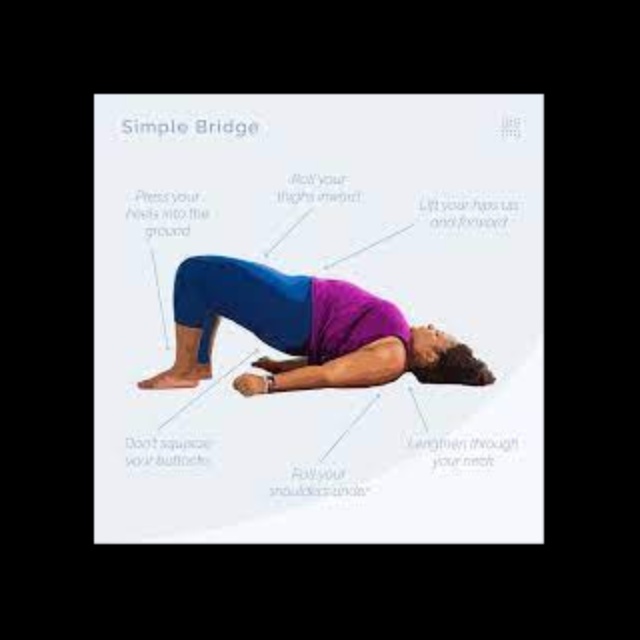 Simple Bridge
Roll your
thighs inward
Press your
heels into the
ground
Lift your hips up
and forward
Don't squeeze
your buttocks
Lengthen through
your neck
Roll your
shoulders under